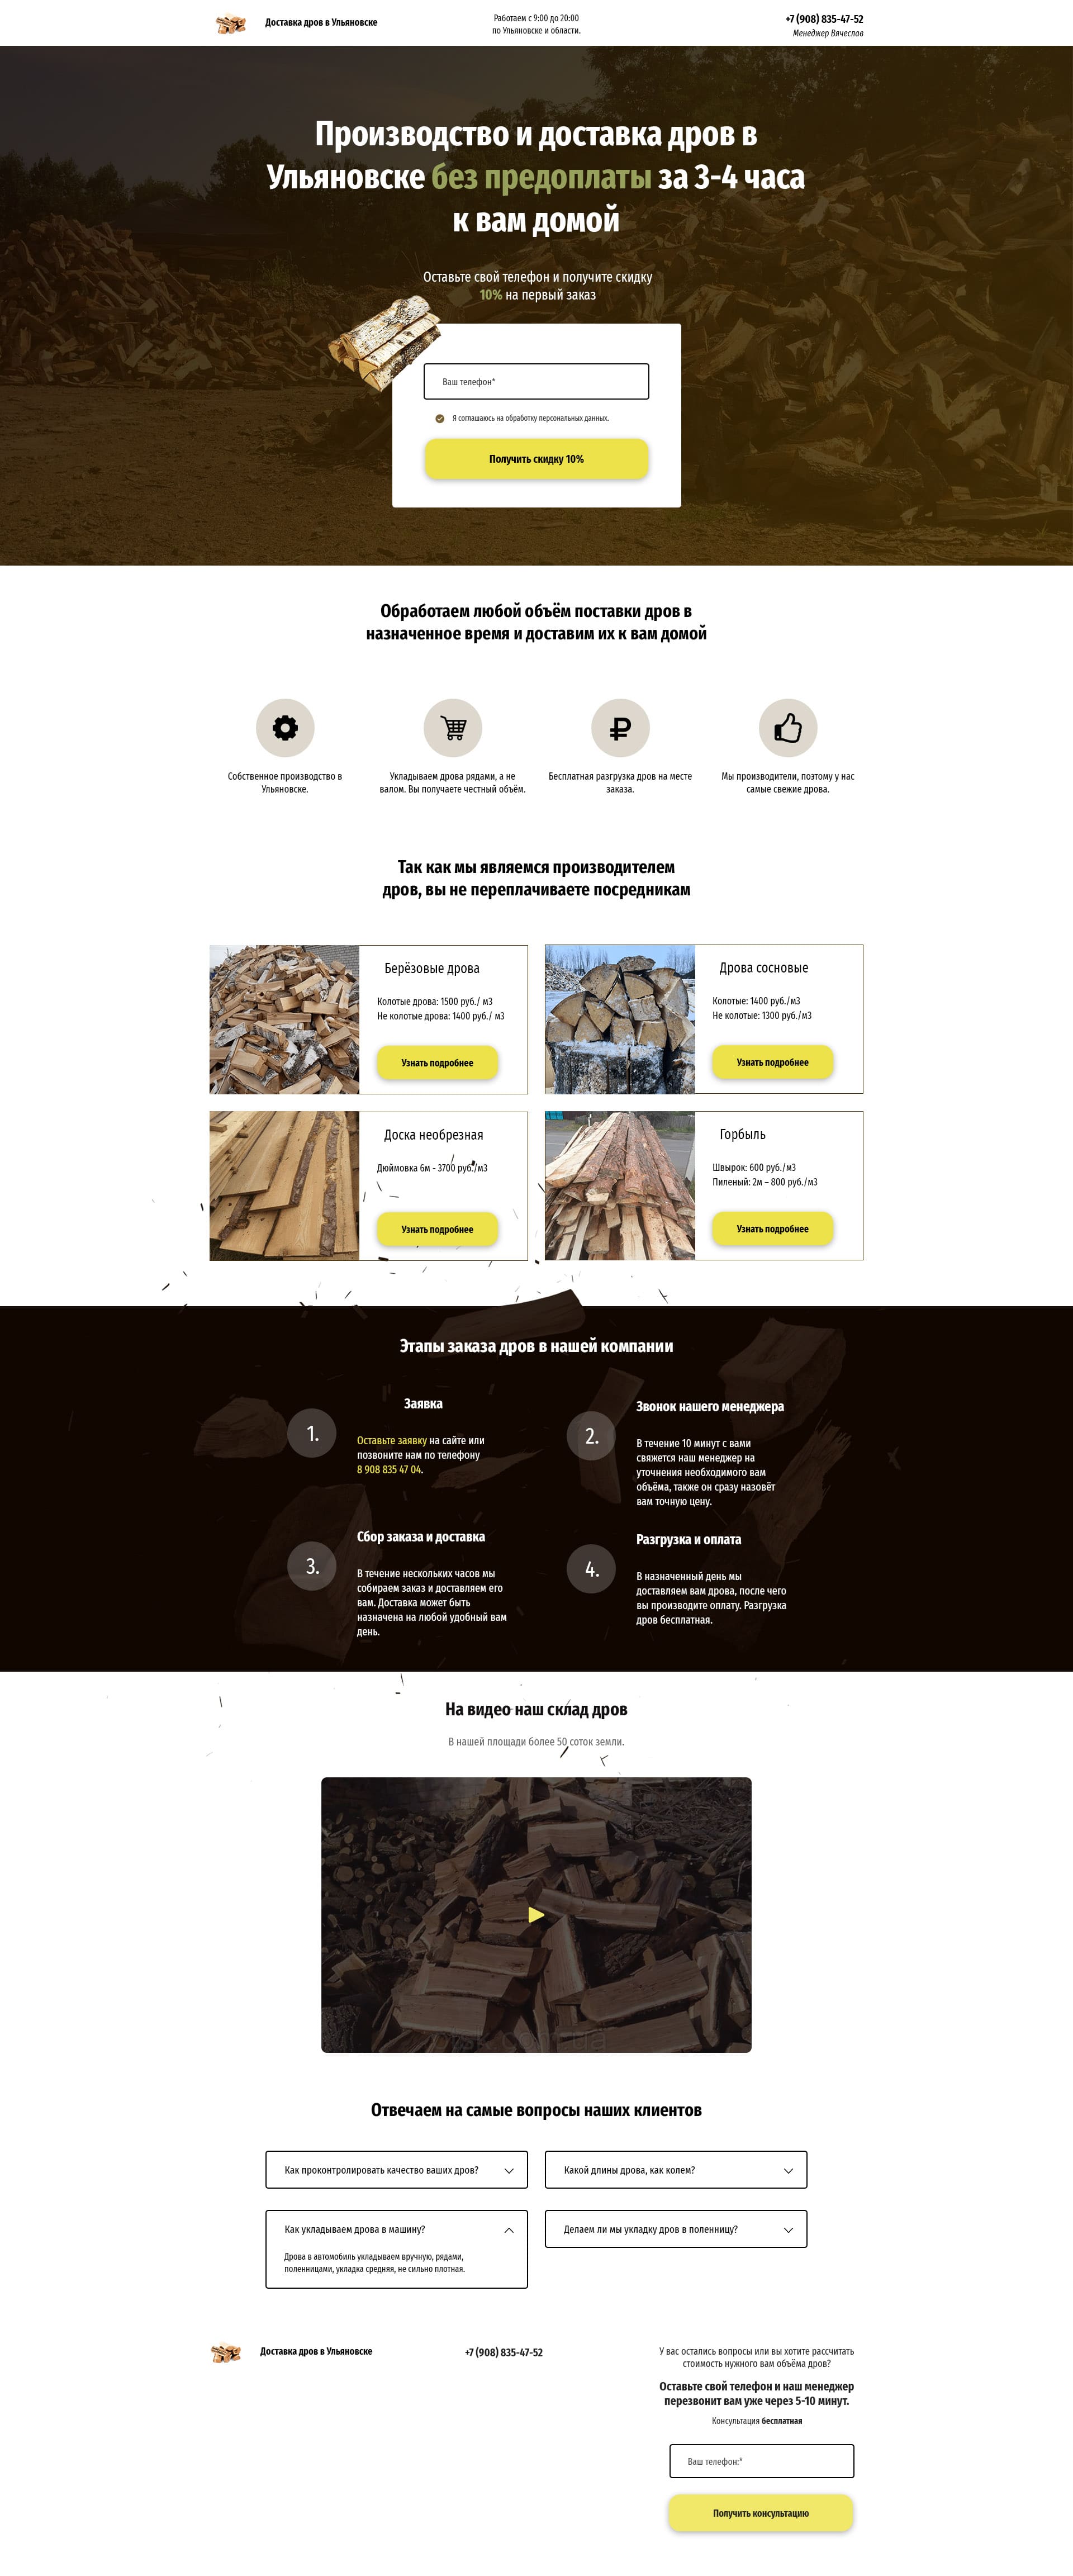 Доставка дров в Ульяновске
Работаем с 9:00 до 20:00
по Ульяновске и области.
+7 (908) 835-47-52
Менеджер Вячеслав
Производство и доставка дров в
Ульяновске без предоплаты за 3-4 часа
к вам домой
Оставьте свой телефон и получите скидку
10% на первый заказ
Ваш телефон*
Я соглашаюсь на обработку персональных данных.
Получить скидку 10%
Обработаем любой объём поставки дров в
назначенное время и доставим их к вам домой
Собственное производство в
Ульяновске.
Укладываем дрова рядами, а не
валом. Вы получаете честный объём.
Бесплатная разгрузка дров на месте
заказа.
Мы производители, поэтому у нас
самые свежие дрова.
Так как мы являемся производителем
дров, вы не переплачиваете посредникам
Берёзовые дрова
Колотые дрова: 1500 руб./ м3
Не колотые дрова: 1400 руб./ м3
Узнать подробнее
Дрова сосновые
Колотые: 1400 руб./м3
Не колотые: 1300 руб./м3
Узнать подробнее
Доска необрезная
Дюймовка 6м - 3700 руб./м3
Узнать подробнее
Горбыль
Швырок: 600 руб./м3
Пиленый: 2м – 800 руб./м3
Узнать подробнее
Этапы заказа дров в нашей компании
1.
Заявка
Оставьте заявку на сайте или
позвоните нам по телефону
8 908 835 47 04.
2.
Звонок нашего менеджера
В течение 10 минут с вами
свяжется наш менеджер на
уточнения необходимого вам
объёма, также он сразу назовёт
вам точную цену.
3.
Сбор заказа и доставка
В течение нескольких часов мы
собираем заказ и доставляем его
вам. Доставка может быть
назначена на любой удобный вам
день.
4.
Разгрузка и оплата
В назначенный день мы
доставляем вам дрова, после чего
вы производите оплату. Разгрузка
дров бесплатная.
На видео наш склад дров
В нашей площади более 50 соток земли.
Отвечаем на самые вопросы наших клиентов
Как проконтролировать качество ваших дров?
Какой длины дрова, как колем?
Как укладываем дрова в машину?
Дрова в автомобиль укладываем вручную, рядами,
поленницами, укладка средняя, не сильно плотная.
Делаем ли мы укладку дров в поленницу?
Доставка дров в Ульяновске
+7 (908) 835-47-52
У вас остались вопросы или вы хотите рассчитать
стоимость нужного вам объёма дров?
Оставьте свой телефон и наш менеджер
перезвонит вам уже через 5-10 минут.
Консультация бесплатная
Ваш телефон:*
Получить консультацию